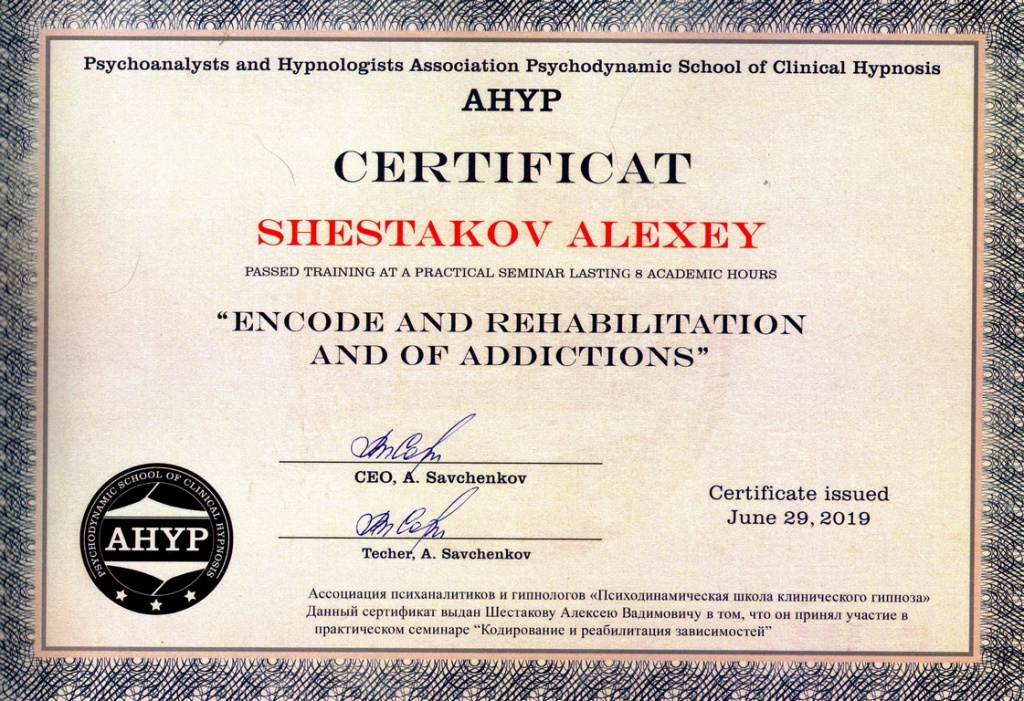 Psychoanalysts and Hypnologists Association Psychodynamic School of Clinical Hypnosis
AHYP
CERTIFICAT
SHESTAKOV ALEXEY
PASSED TRAINING AT A PRACTICAL SEMINAR LASTING 8 ACADEMIC HOURS
“ENCODE AND REHABILITATION
AND OF ADDICTIONS”
CEO, A. Savchenkov
Techer, A. Savchenkov
Certificate issued
June 29, 2019
PSYCHODYNAMIC SCHOOL OF CLINICAL HYPNOSIS
AHYP
Ассоциация психаналитиков и гипнологов «Психодинамическая школа клинического гипноза»
Данный сертификат выдан Шестакову Алексею Вадимовичу в том, что он принял участие в
практическом семинаре “Кодирование и реабилитация зависимостей”